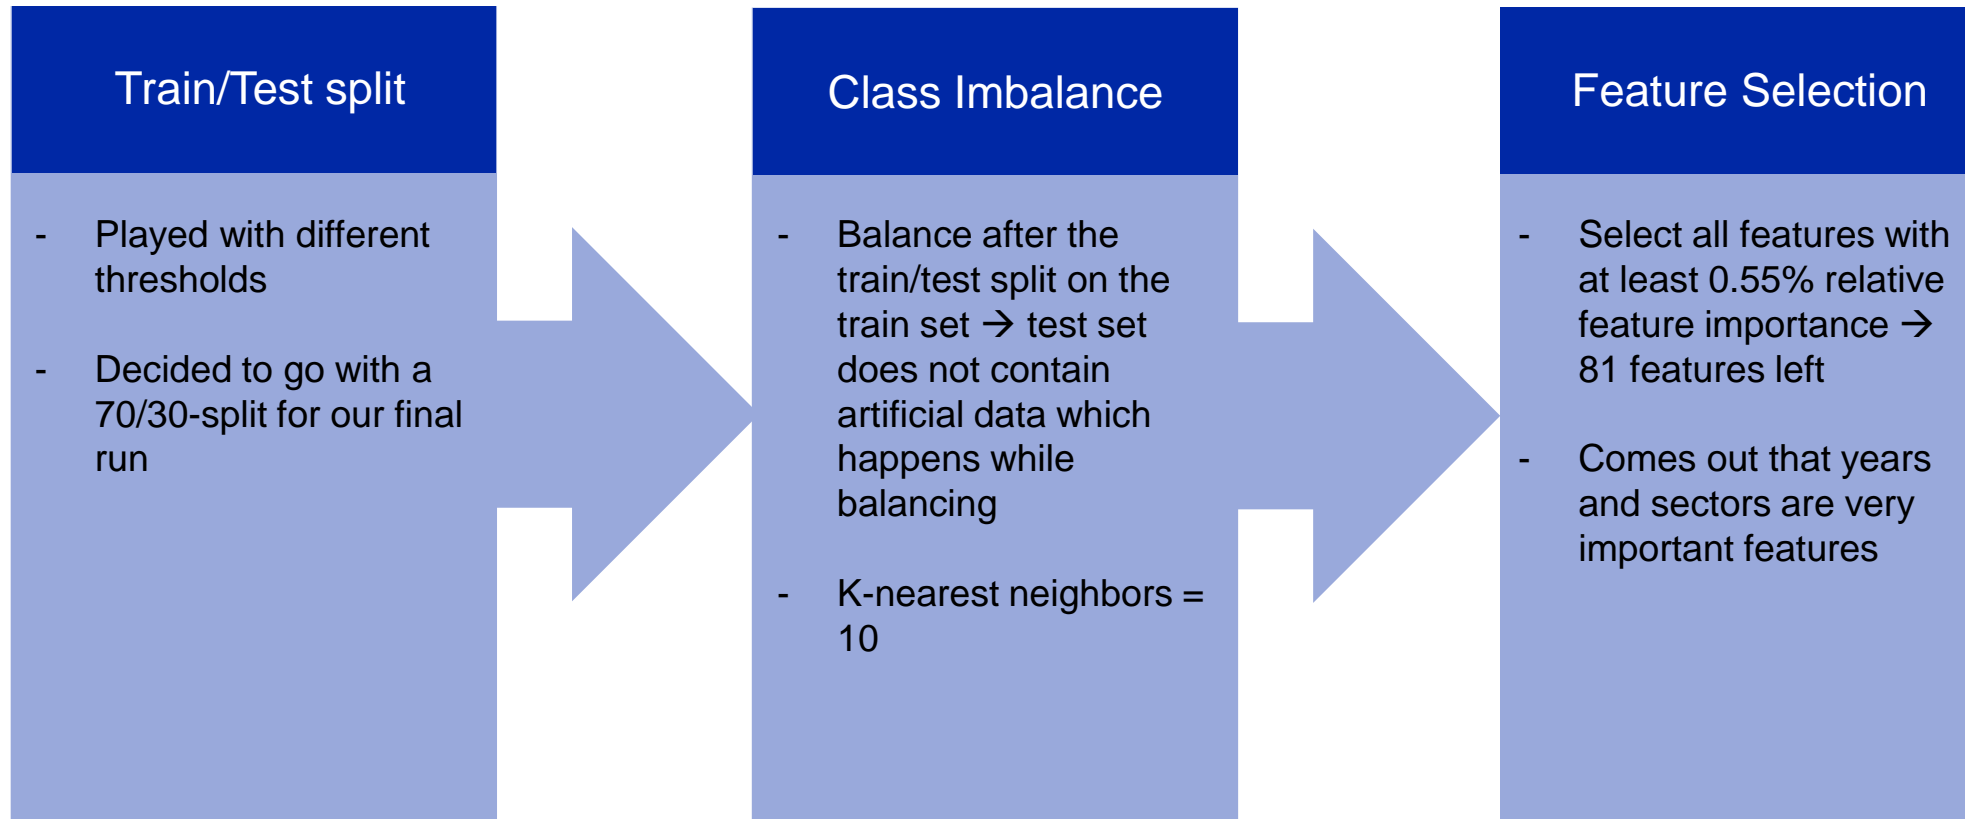 Train/Test split
- Played with different
thresholds
- Decided to go with a
70/30-split for our final
run
Class Imbalance
- Balance after the
train/test split on the
train set → test set
does not contain
artificial data which
happens while
balancing
- K-nearest neighbors =
10
Feature Selection
- Select all features with
at least 0.55% relative
feature importance →
81 features left
- Comes out that years
and sectors are very
important features